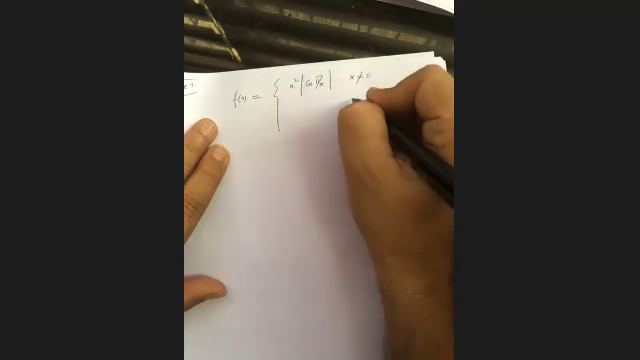 f(x) = { x² |Cos π/x| x ≠ 0